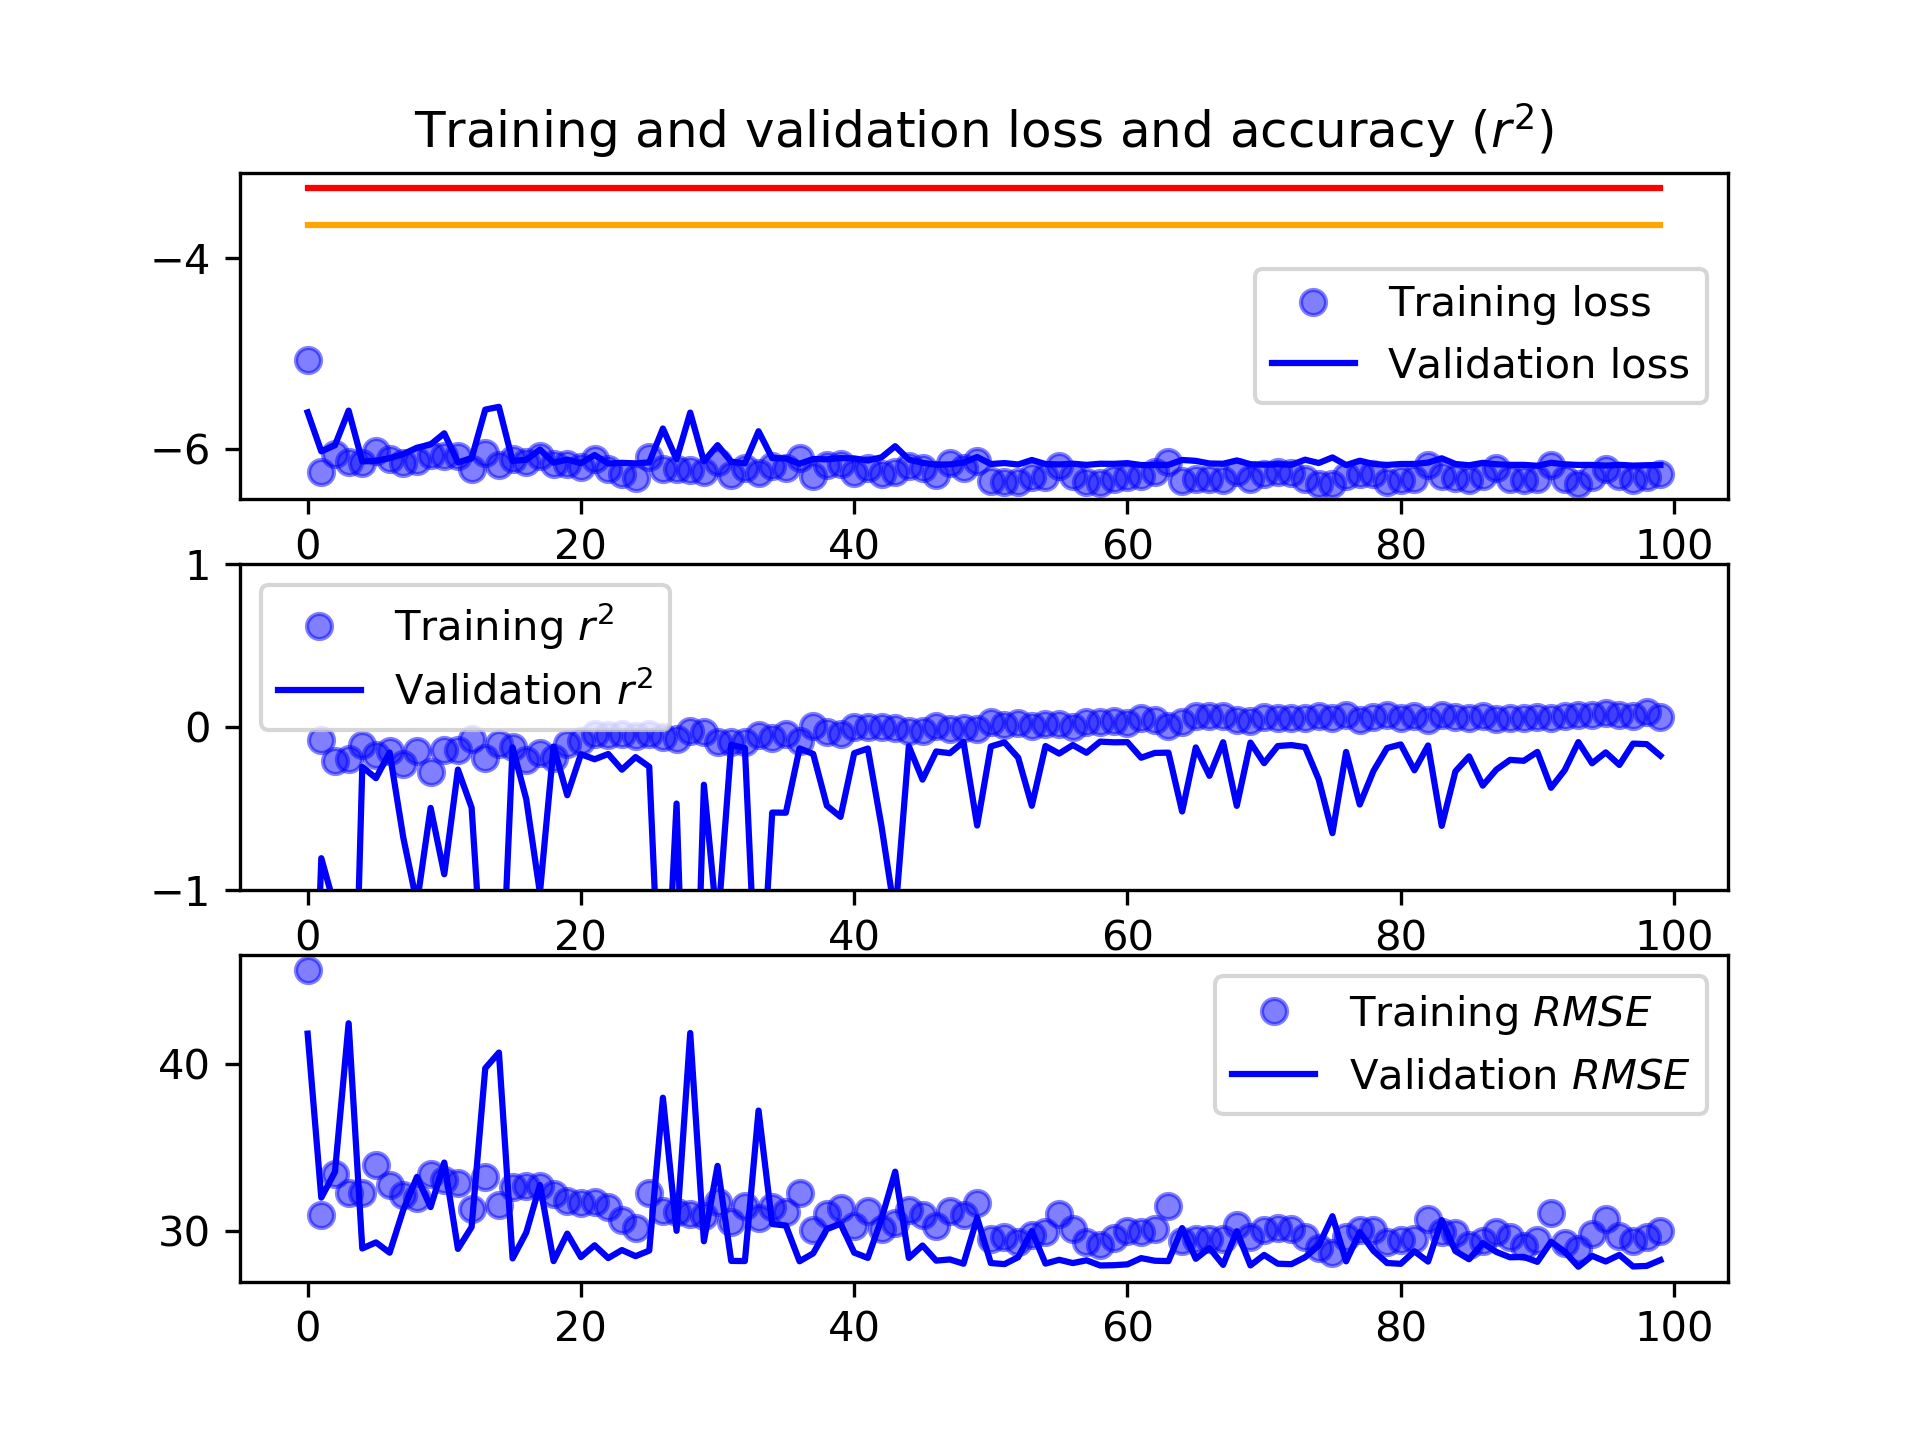 Training and validation loss and accuracy (r²)
−4
−6
Training loss
Validation loss
0 20 40 60 80 100
1
0
−1
Training r²
Validation r²
0 20 40 60 80 100
40
30
Training RMSE
Validation RMSE
0 20 40 60 80 100